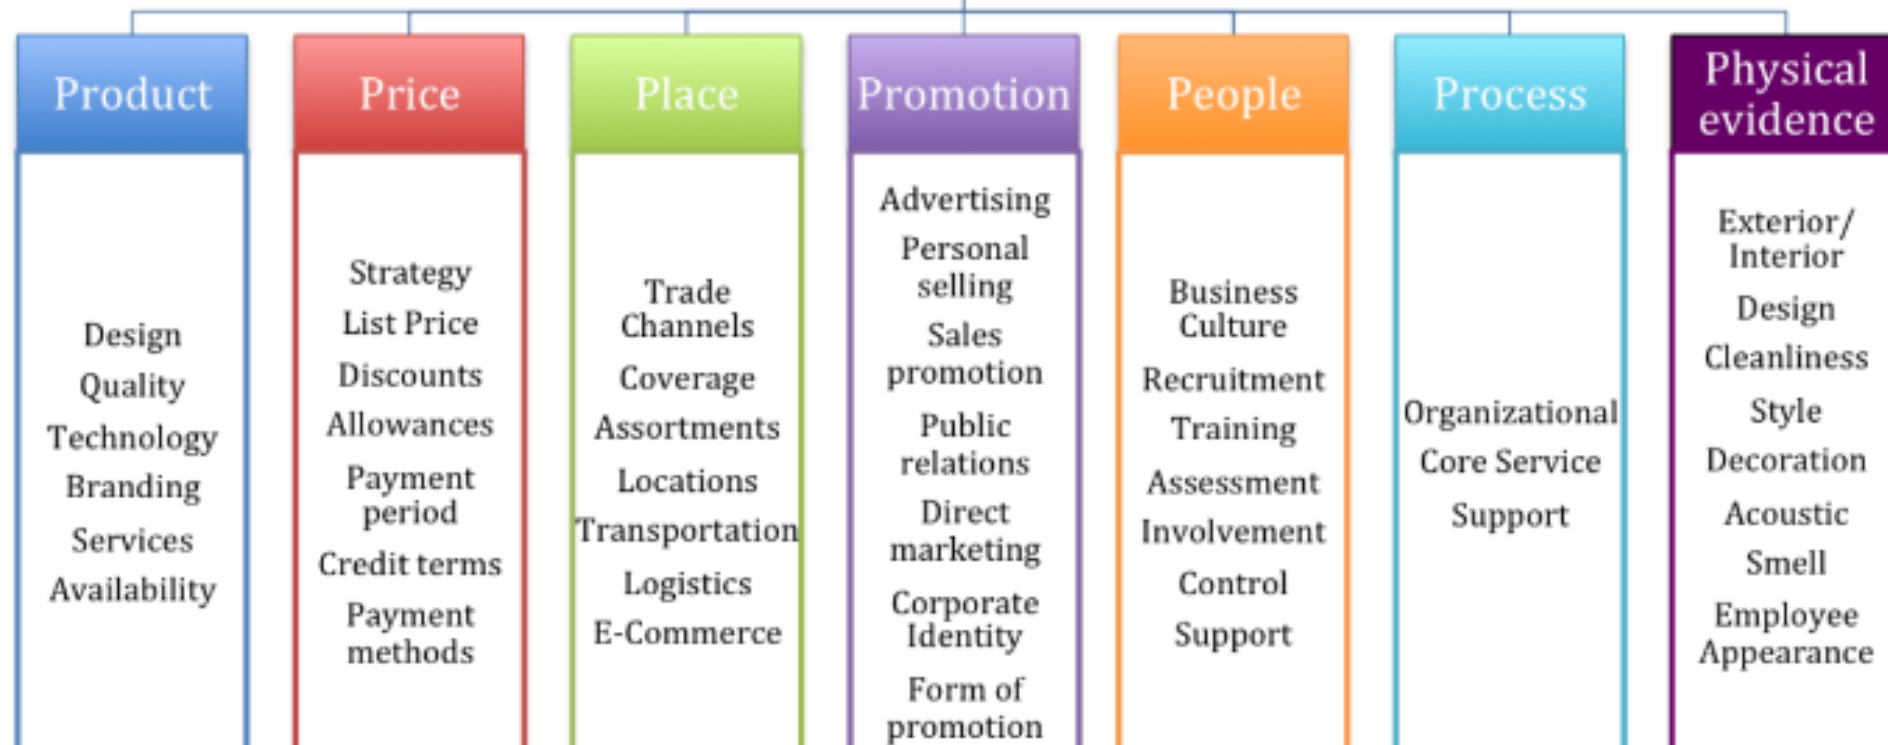 Product
Design
Quality
Technology
Branding
Services
Availability
Price
Strategy
List Price
Discounts
Allowances
Payment
period
Credit terms
Payment
methods
Place
Trade
Channels
Coverage
Assortments
Locations
Transportation
Logistics
E-Commerce
Promotion
Advertising
Personal
selling
Sales
promotion
Public
relations
Direct
marketing
Corporate
Identity
Form of
promotion
People
Business
Culture
Recruitment
Training
Assessment
Involvement
Control
Support
Process
Organizational
Core Service
Support
Physical
evidence
Exterior/
Interior
Design
Cleanliness
Style
Decoration
Acoustic
Smell
Employee
Appearance